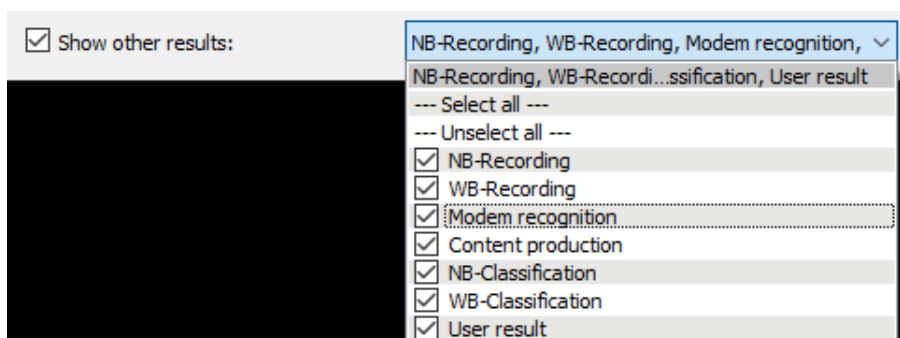 Show other results:
NB-Recording, WB-Recording, Modem recognition,
NB-Recording, WB-Recordi...ssification, User result
--- Select all ---
--- Unselect all ---
NB-Recording
WB-Recording
Modem recognition
Content production
NB-Classification
WB-Classification
User result